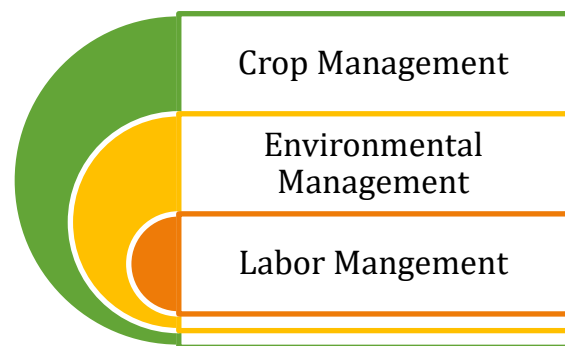 Crop Management
Environmental
Management
Labor Mangement